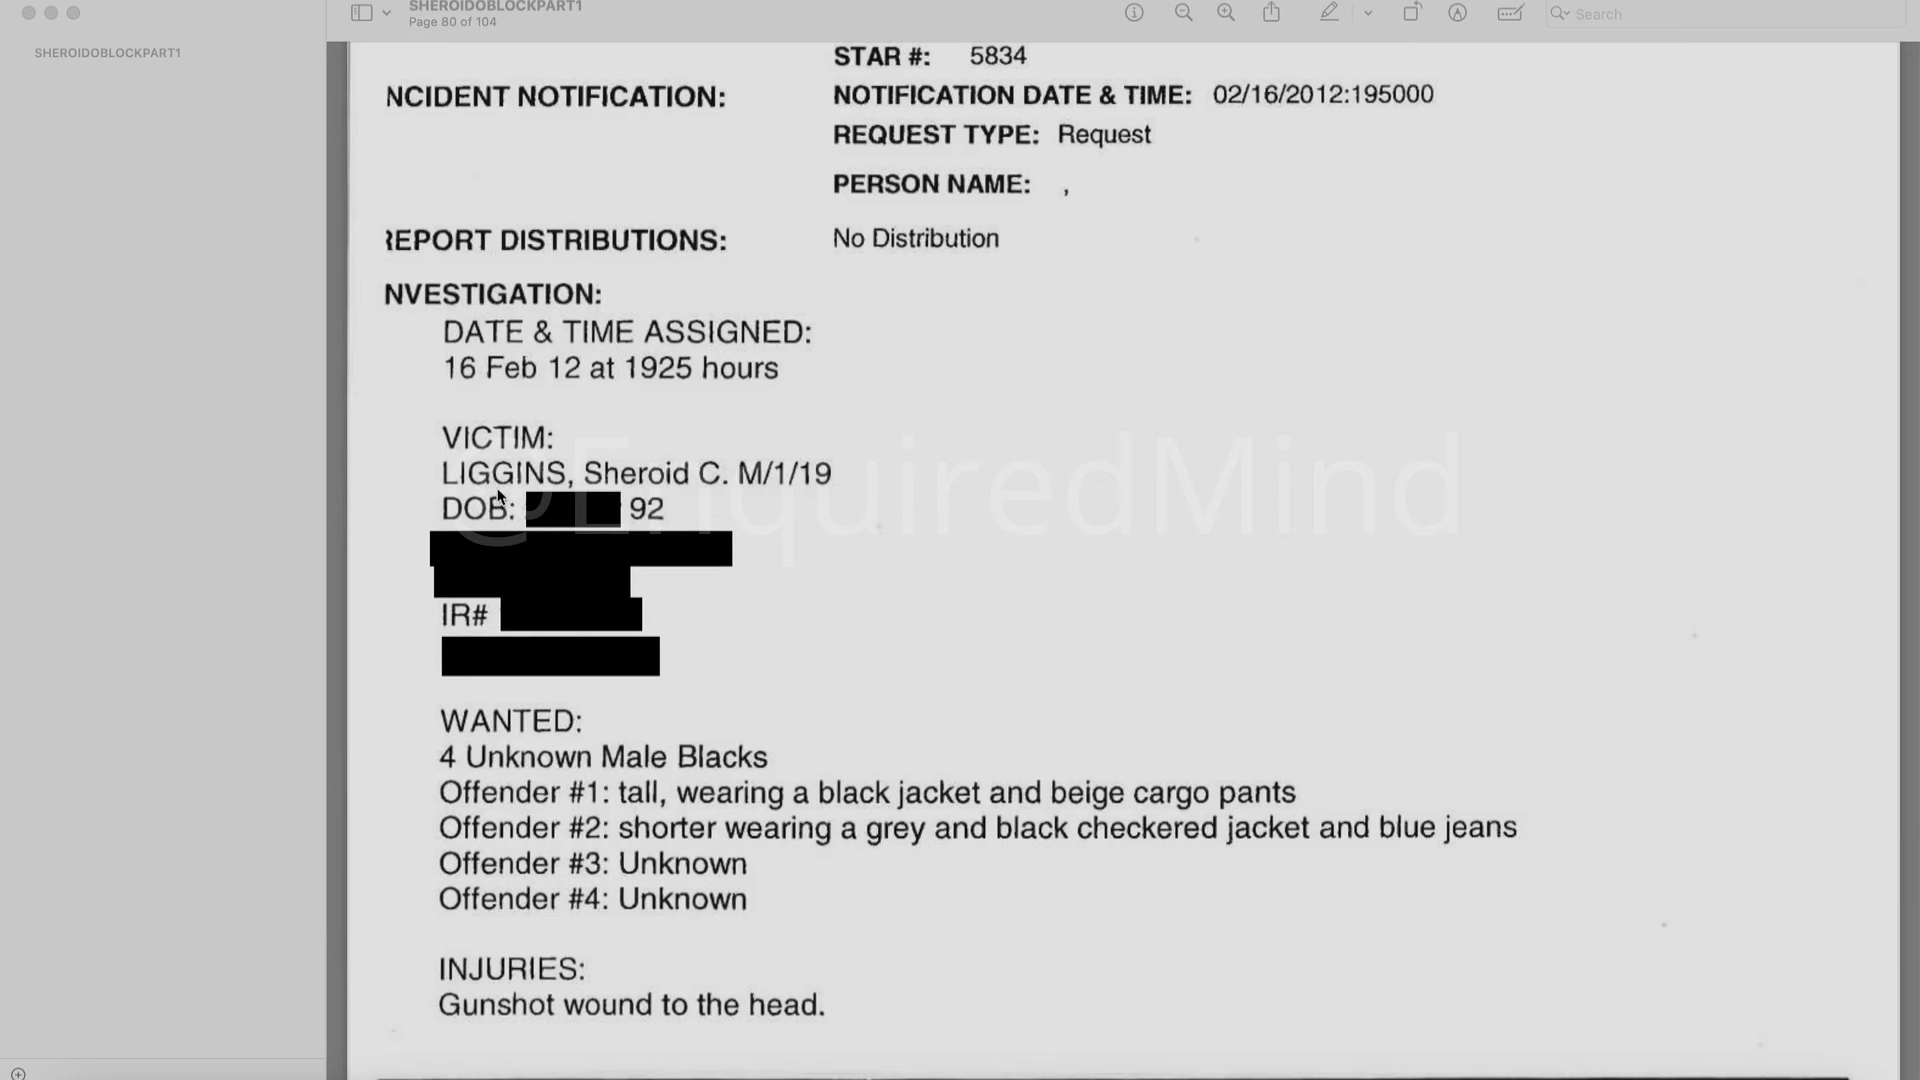 SHEROIDOBLOCKPART1
Page 80 of 104
Search
SHEROIDOBLOCKPART1
STAR #: 5834
NCIDENT NOTIFICATION: NOTIFICATION DATE & TIME: 02/16/2012:195000
REQUEST TYPE: Request
PERSON NAME: ,
REPORT DISTRIBUTIONS: No Distribution
NVESTIGATION:
DATE & TIME ASSIGNED:
16 Feb 12 at 1925 hours
VICTIM:
LIGGINS, Sheroid C. M/1/19
DOB: 92
@EnquiredMind
IR#
WANTED:
4 Unknown Male Blacks
Offender #1: tall, wearing a black jacket and beige cargo pants
Offender #2: shorter wearing a grey and black checkered jacket and blue jeans
Offender #3: Unknown
Offender #4: Unknown
INJURIES:
Gunshot wound to the head.